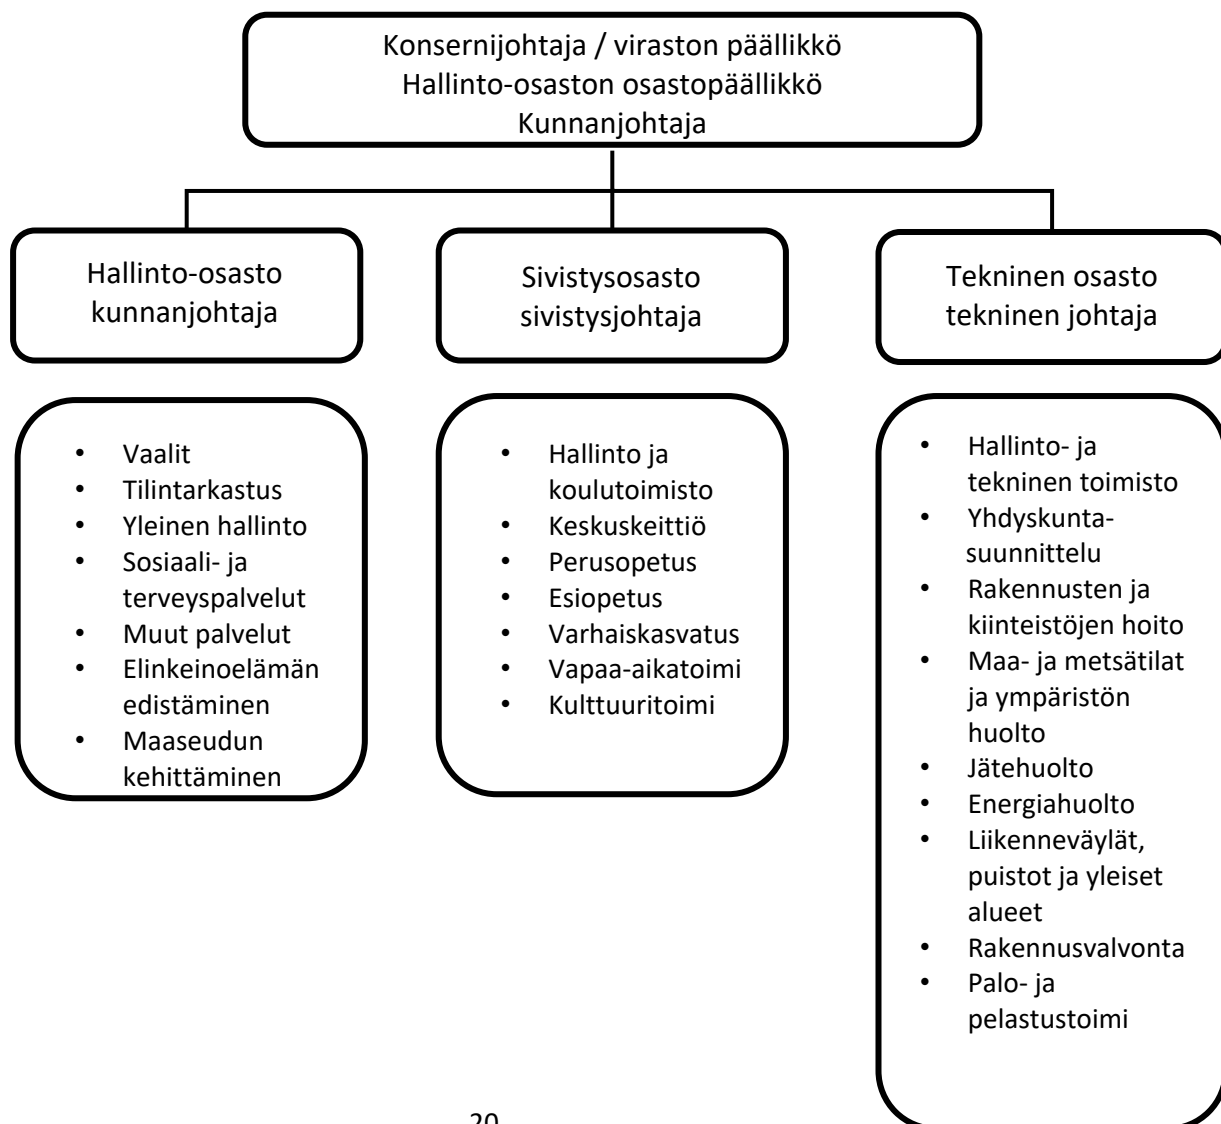 Konsernijohtaja / viraston päällikkö
Hallinto-osaston osastopäällikkö
Kunnanjohtaja
Hallinto-osasto
kunnanjohtaja
Sivistysosasto
sivistysjohtaja
Tekninen osasto
tekninen johtaja
• Vaalit
• Tilintarkastus
• Yleinen hallinto
• Sosiaali- ja
terveyspalvelut
• Muut palvelut
• Elinkeinoelämän
edistäminen
• Maaseudun
kehittäminen
• Hallinto ja
koulutoimisto
• Keskuskeittiö
• Perusopetus
• Esiopetus
• Varhaiskasvatus
• Vapaa-aikatoimi
• Kulttuuritoimi
• Hallinto- ja
tekninen toimisto
• Yhdyskunta-
suunnittelu
• Rakennusten ja
kiinteistöjen hoito
• Maa- ja metsätilat
ja ympäristön
huolto
• Jätehuolto
• Energiahuolto
• Liikenneväylät,
puistot ja yleiset
alueet
• Rakennusvalvonta
• Palo- ja
pelastustoimi
20